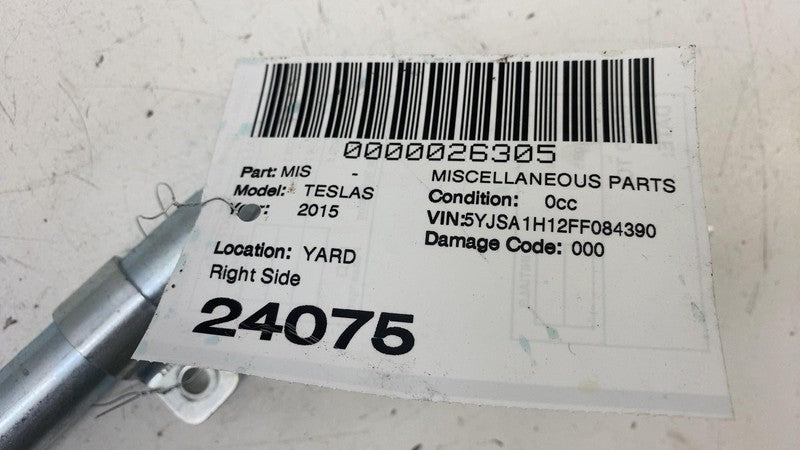 0000026305
Part: MIS - MISCELLANEOUS PARTS
Model: TESLAS Condition: 0cc
2015 VIN:5YJSA1H12FF084390
Damage Code: 000
Location: YARD
Right Side
24075